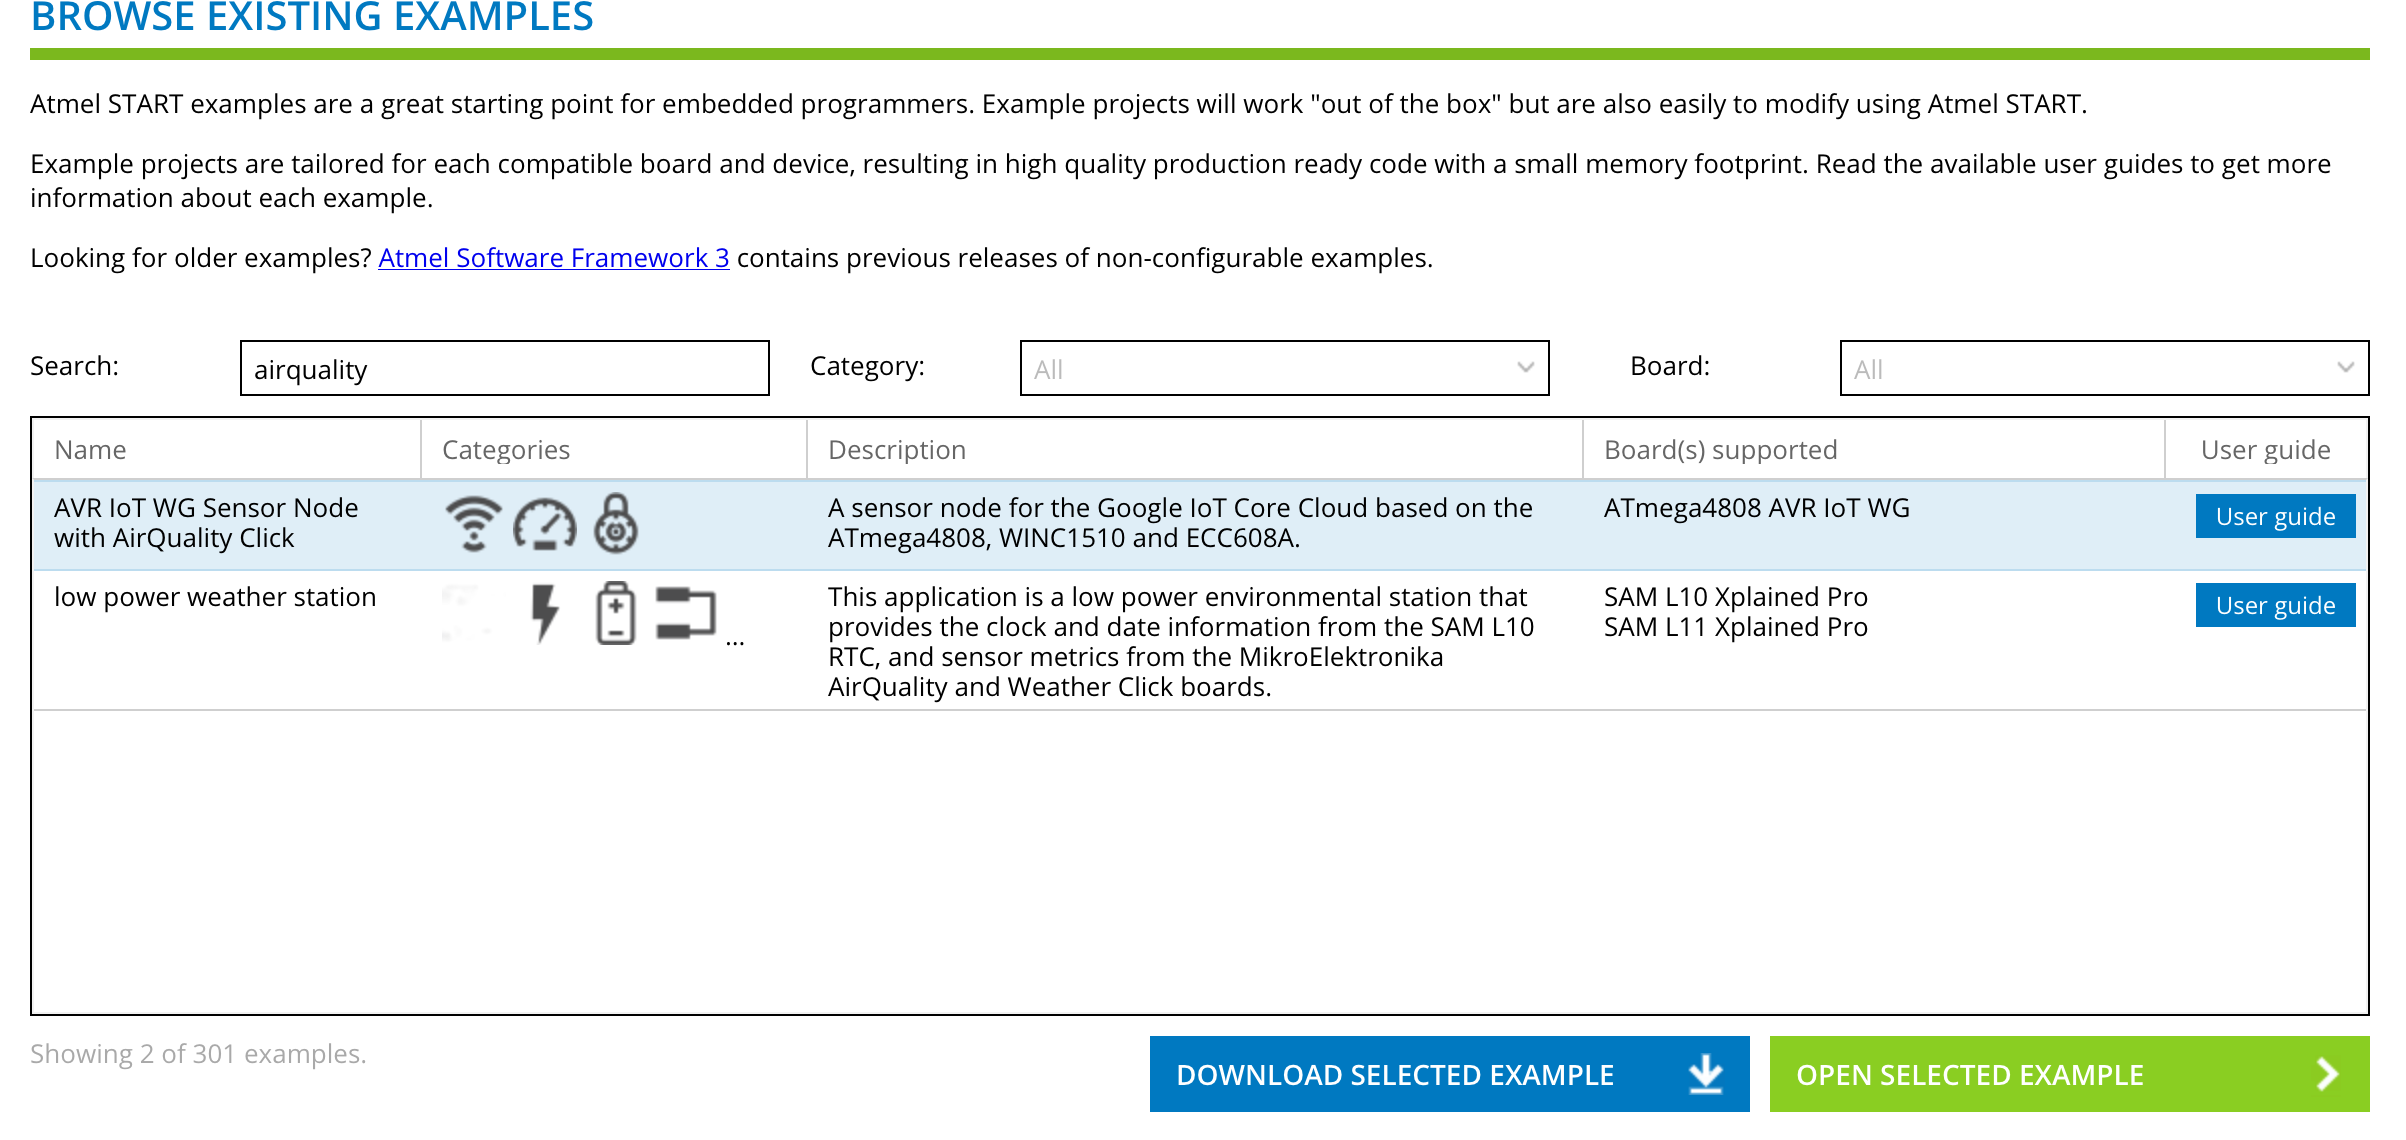 BROWSE EXISTING EXAMPLES
Atmel START examples are a great starting point for embedded programmers. Example projects will work "out of the box" but are also easily to modify using Atmel START.
Example projects are tailored for each compatible board and device, resulting in high quality production ready code with a small memory footprint. Read the available user guides to get more
information about each example.
Looking for older examples? Atmel Software Framework 3 contains previous releases of non-configurable examples.
Search: airquality Category: All Board: All
Name Categories Description Board(s) supported User guide
AVR IoT WG Sensor Node A sensor node for the Google IoT Core Cloud based on the ATmega4808 AVR IoT WG User guide
with AirQuality Click ATmega4808, WINC1510 and ECC608A.
low power weather station ... This application is a low power environmental station that SAM L10 Xplained Pro User guide
provides the clock and date information from the SAM L10 SAM L11 Xplained Pro
RTC, and sensor metrics from the MikroElektronika
AirQuality and Weather Click boards.
Showing 2 of 301 examples. DOWNLOAD SELECTED EXAMPLE OPEN SELECTED EXAMPLE